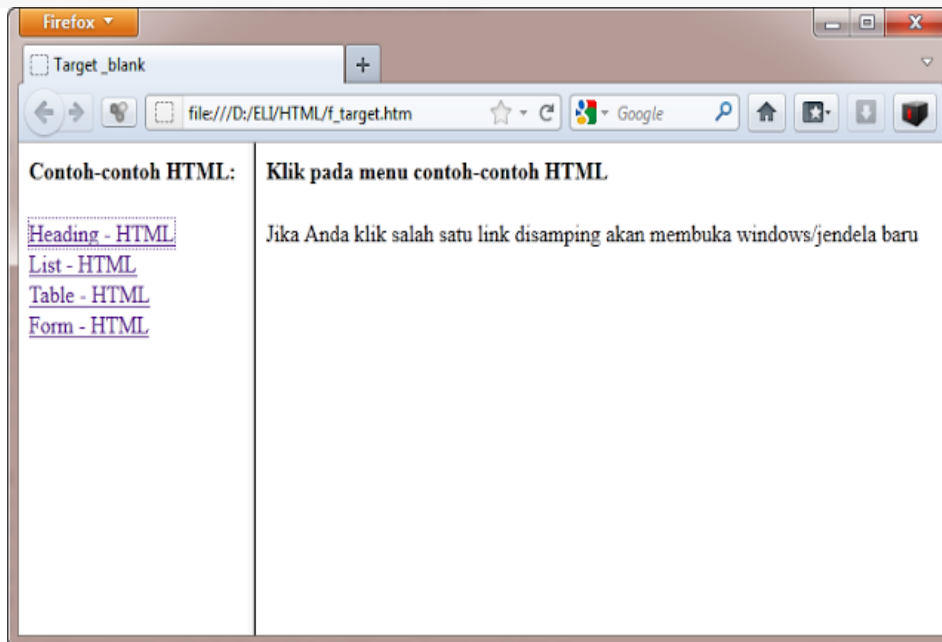 Firefox
Target _blank
file:///D:/ELI/HTML/f_target.htm
Google
Contoh-contoh HTML:
Heading - HTML
List - HTML
Table - HTML
Form - HTML
Klik pada menu contoh-contoh HTML
Jika Anda klik salah satu link disamping akan membuka windows/jendela baru